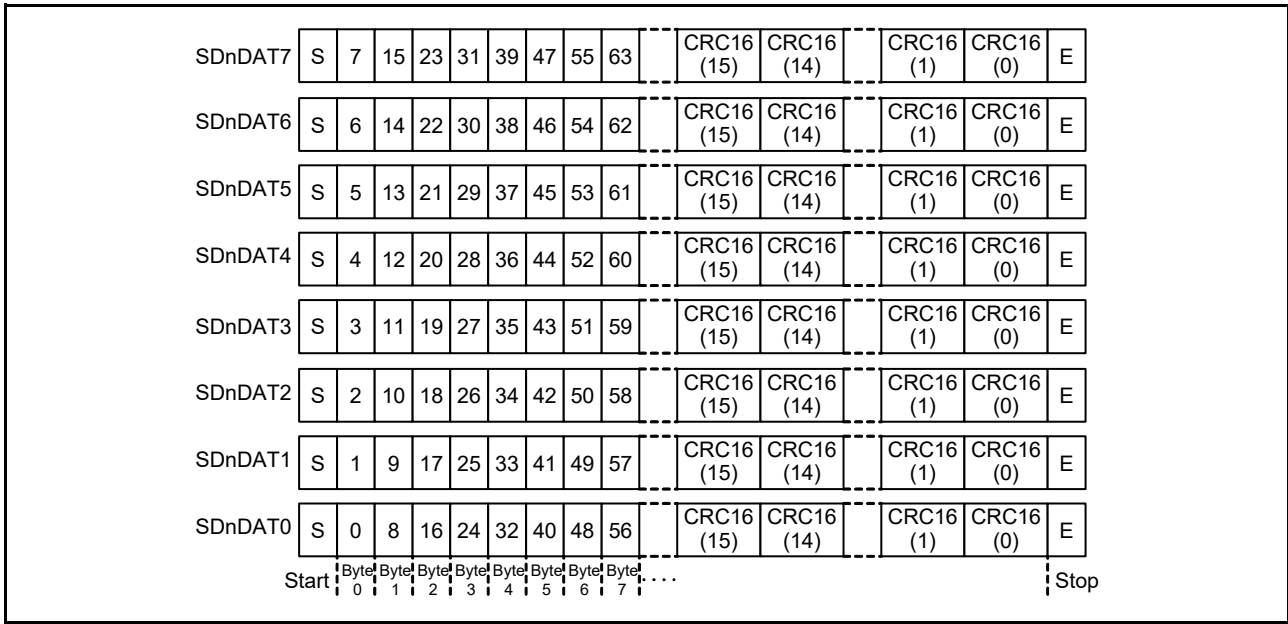 SDnDAT7 S 7 15 23 31 39 47 55 63 CRC16 (15) CRC16 (14) CRC16 (1) CRC16 (0) E
SDnDAT6 S 6 14 22 30 38 46 54 62 CRC16 (15) CRC16 (14) CRC16 (1) CRC16 (0) E
SDnDAT5 S 5 13 21 29 37 45 53 61 CRC16 (15) CRC16 (14) CRC16 (1) CRC16 (0) E
SDnDAT4 S 4 12 20 28 36 44 52 60 CRC16 (15) CRC16 (14) CRC16 (1) CRC16 (0) E
SDnDAT3 S 3 11 19 27 35 43 51 59 CRC16 (15) CRC16 (14) CRC16 (1) CRC16 (0) E
SDnDAT2 S 2 10 18 26 34 42 50 58 CRC16 (15) CRC16 (14) CRC16 (1) CRC16 (0) E
SDnDAT1 S 1 9 17 25 33 41 49 57 CRC16 (15) CRC16 (14) CRC16 (1) CRC16 (0) E
SDnDAT0 S 0 8 16 24 32 40 48 56 CRC16 (15) CRC16 (14) CRC16 (1) CRC16 (0) E
Start Byte 0 Byte 1 Byte 2 Byte 3 Byte 4 Byte 5 Byte 6 Byte 7 .... Stop